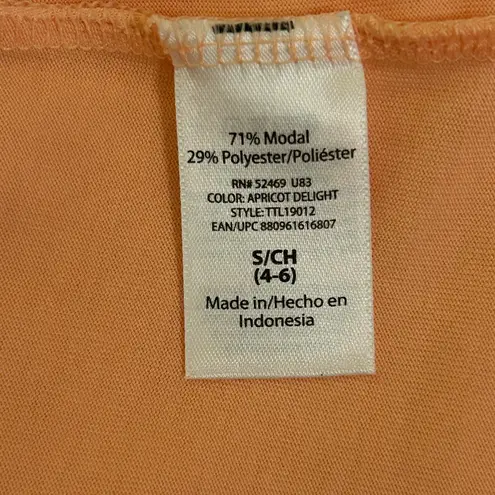 71% Modal
29% Polyester/Poliéster
RN# 52469 U83
COLOR: APRICOT DELIGHT
STYLE: TTL19012
EAN/UPC 880961616807
S/CH
(4-6)
Made in/Hecho en
Indonesia